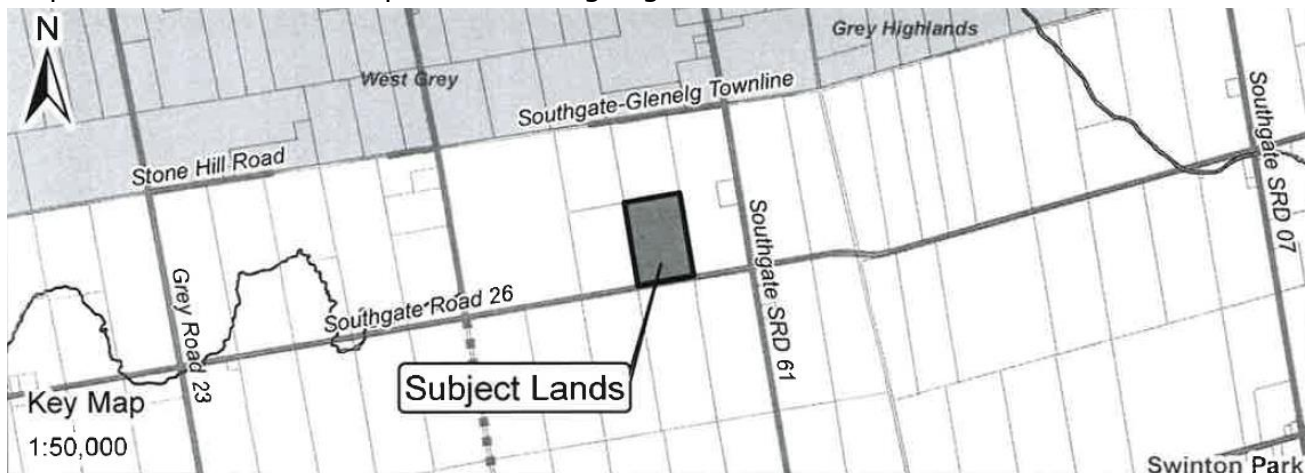 N
Grey Highlands
West Grey
Southgate-Glenelg Townline
Stone Hill Road
Southgate SRD 07
Southgate SRD 61
Grey Road 23
Southgate Road 26
Subject Lands
Key Map
1:50,000
Swinton Park